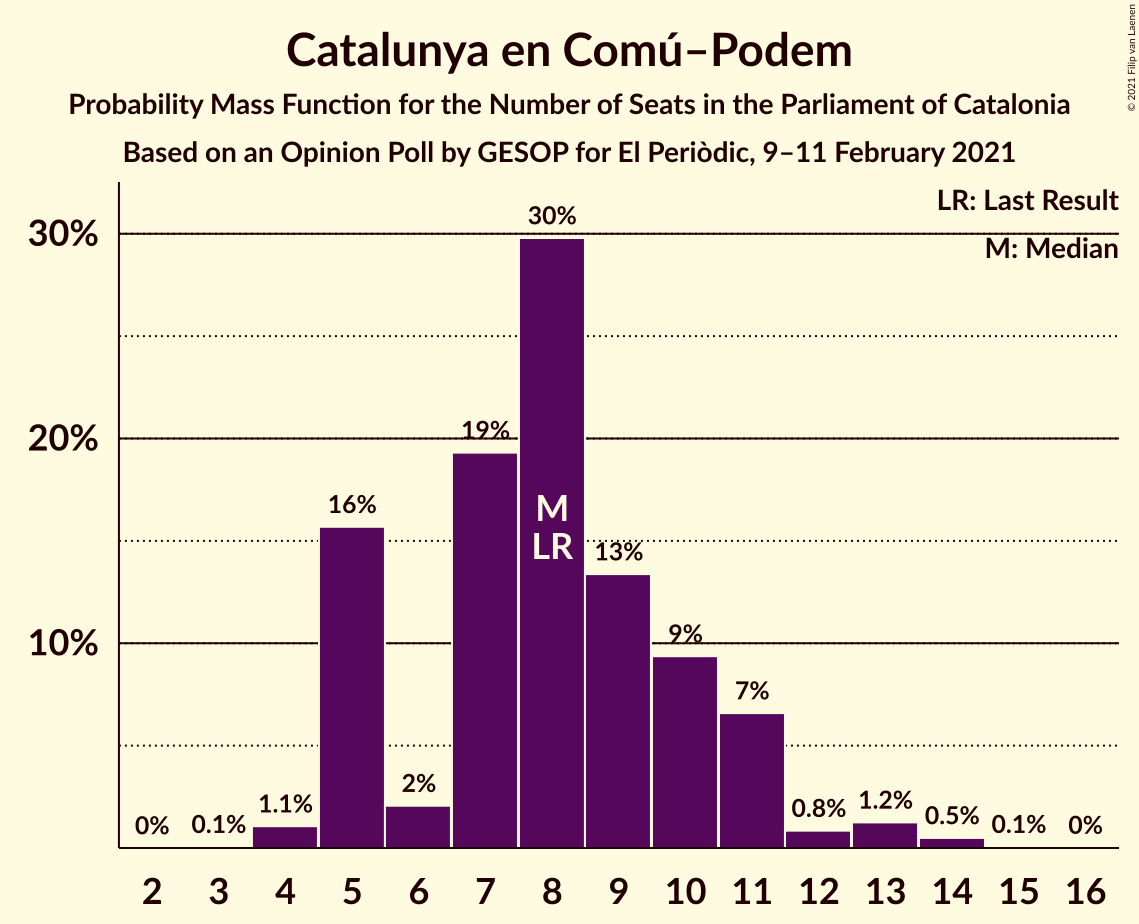 Catalunya en Comú–Podem
Probability Mass Function for the Number of Seats in the Parliament of Catalonia
Based on an Opinion Poll by GESOP for El Periòdic, 9–11 February 2021
© 2021 Filip van Laenen
LR: Last Result
M: Median
30%
20%
10%
0%
0.1%
1.1%
16%
2%
19%
30%
M
LR
13%
9%
7%
0.8%
1.2%
0.5%
0.1%
0%
2 3 4 5 6 7 8 9 10 11 12 13 14 15 16